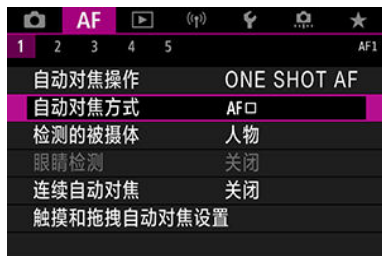 AF
1 2 3 4 5 AF1
自动对焦操作 ONE SHOT AF
自动对焦方式 AF□
检测的被摄体 人物
眼睛检测 关闭
连续自动对焦 关闭
触摸和拖拽自动对焦设置